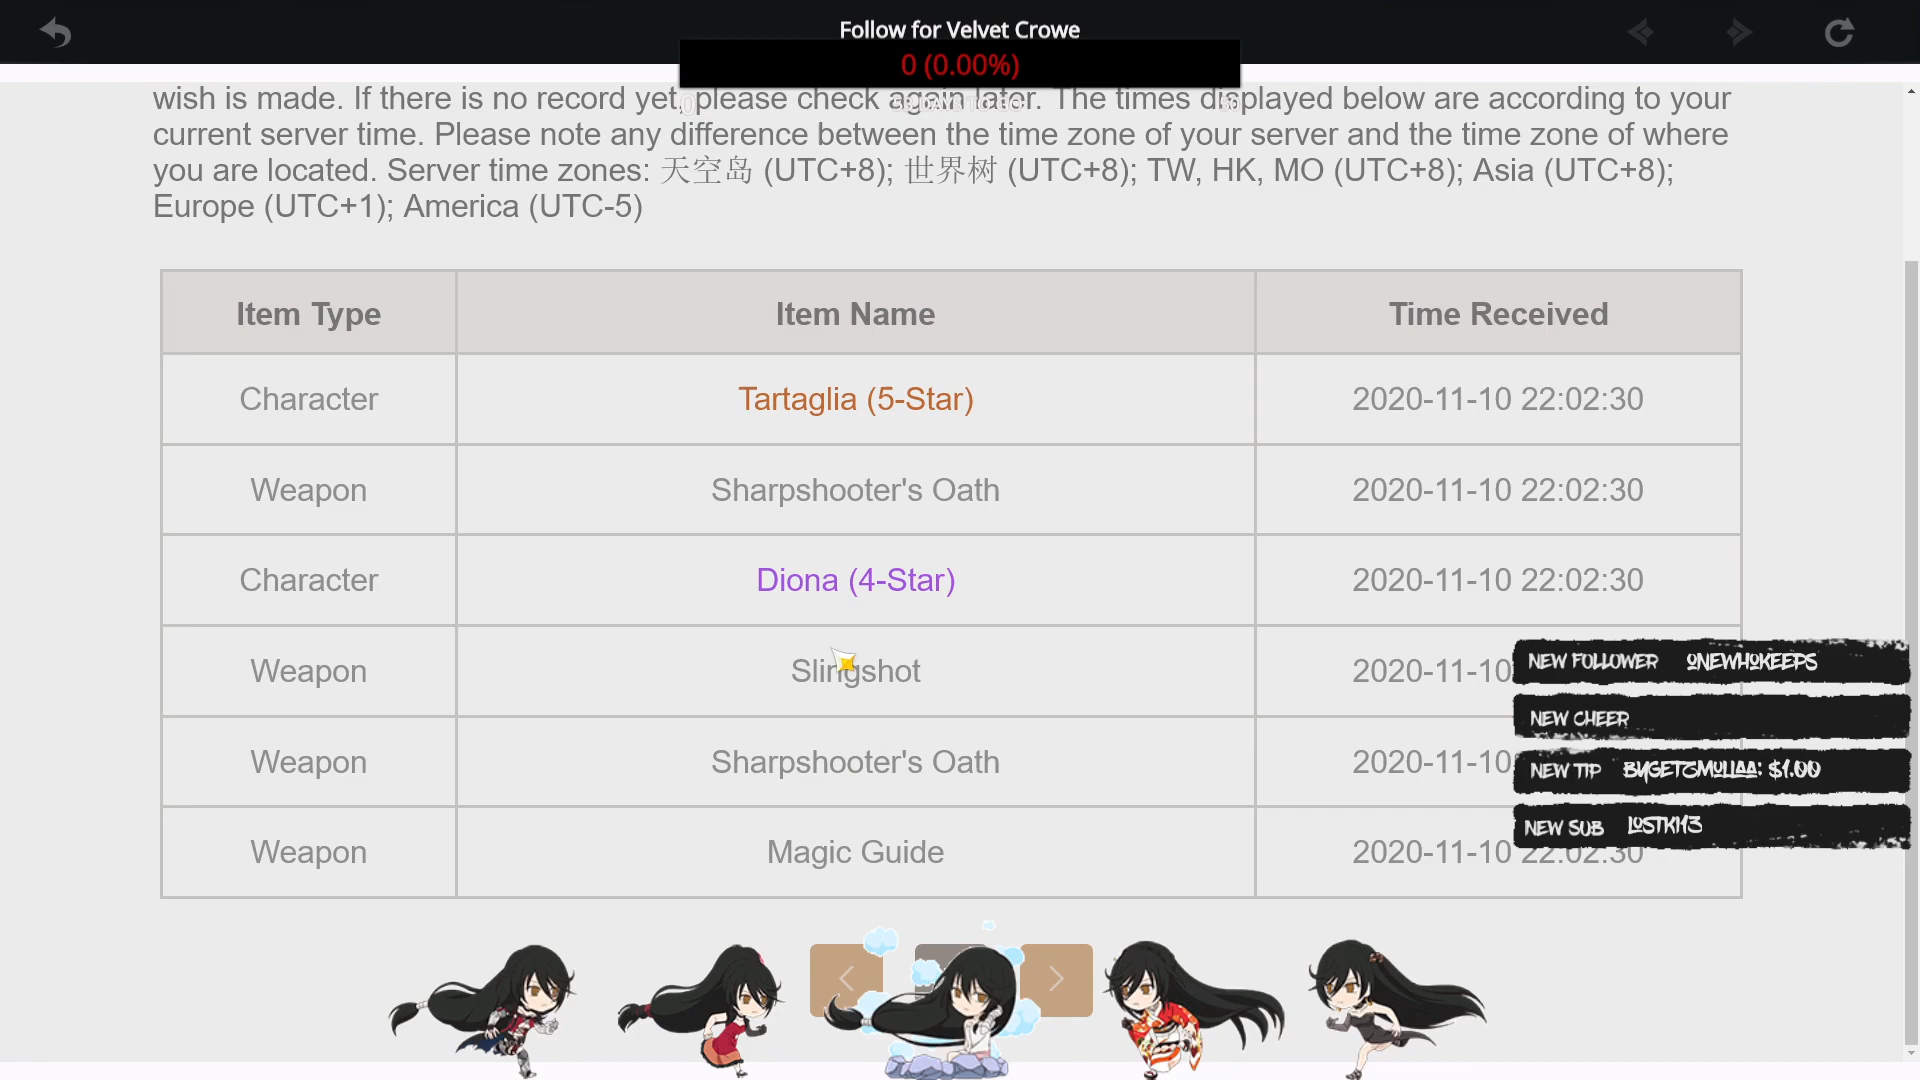 Follow for Velvet Crowe
0 (0.00%)
wish is made. If there is no record yet, please check again later. The times displayed below are according to your
current server time. Please note any difference between the time zone of your server and the time zone of where
you are located. Server time zones: 天空岛 (UTC+8); 世界树 (UTC+8); TW, HK, MO (UTC+8); Asia (UTC+8);
Europe (UTC+1); America (UTC-5)
Item Type Item Name Time Received
Character Tartaglia (5-Star) 2020-11-10 22:02:30
Weapon Sharpshooter's Oath 2020-11-10 22:02:30
Character Diona (4-Star) 2020-11-10 22:02:30
Weapon Slingshot 2020-11-10
NEW FOLLOWER ONEWHOKEEPS
NEW CHEER
Weapon Sharpshooter's Oath 2020-11-10
NEW TIP BYGETZMULLAA: $1.00
NEW SUB LOSTKI13
Weapon Magic Guide 2020-11-10 22:02:30